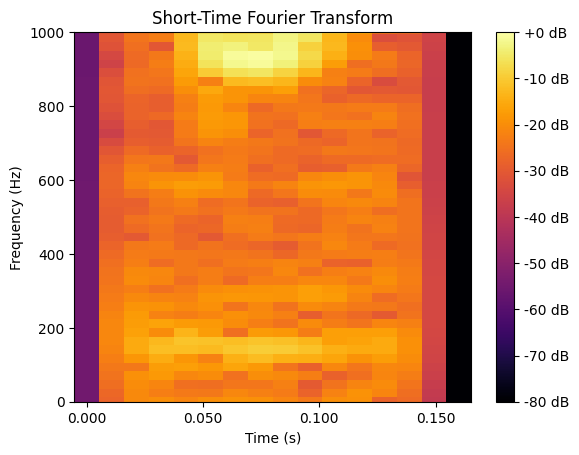 Short-Time Fourier Transform
1000
800
600
400
200
0
Frequency (Hz)
0.000
0.050
0.100
0.150
Time (s)
+0 dB
-10 dB
-20 dB
-30 dB
-40 dB
-50 dB
-60 dB
-70 dB
-80 dB